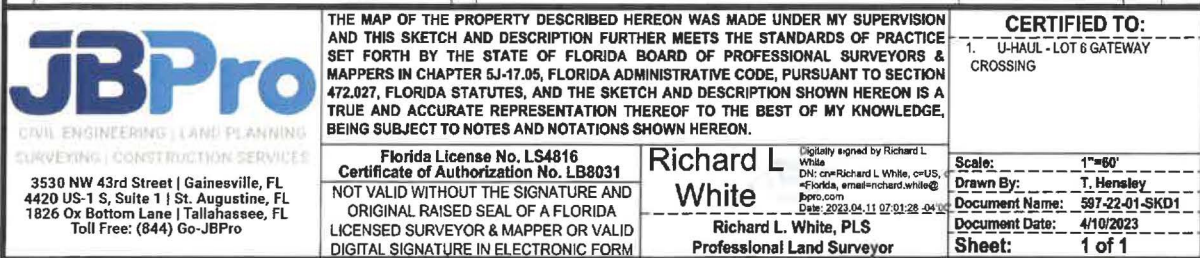 JBPro
CIVIL ENGINEERING | LAND PLANNING
SURVEYING | CONSTRUCTION SERVICES
3530 NW 43rd Street | Gainesville, FL
4420 US-1 S, Suite 1 | St. Augustine, FL
1826 Ox Bottom Lane | Tallahassee, FL
Toll Free: (844) Go-JBPro
THE MAP OF THE PROPERTY DESCRIBED HEREON WAS MADE UNDER MY SUPERVISION
AND THIS SKETCH AND DESCRIPTION FURTHER MEETS THE STANDARDS OF PRACTICE
SET FORTH BY THE STATE OF FLORIDA BOARD OF PROFESSIONAL SURVEYORS &
MAPPERS IN CHAPTER 5J-17.05, FLORIDA ADMINISTRATIVE CODE, PURSUANT TO SECTION
472.027, FLORIDA STATUTES, AND THE SKETCH AND DESCRIPTION SHOWN HEREON IS A
TRUE AND ACCURATE REPRESENTATION THEREOF TO THE BEST OF MY KNOWLEDGE,
BEING SUBJECT TO NOTES AND NOTATIONS SHOWN HEREON.
Florida License No. LS4816
Certificate of Authorization No. LB8031
NOT VALID WITHOUT THE SIGNATURE AND
ORIGINAL RAISED SEAL OF A FLORIDA
LICENSED SURVEYOR & MAPPER OR VALID
DIGITAL SIGNATURE IN ELECTRONIC FORM
Richard L
White
Digitally signed by Richard L
White
DN: cn=Richard L White, c=US,
=Florida, email=richard.white@
jbpro.com
Date: 2023.04.11 07:01:28 -04'00'
Richard L. White, PLS
Professional Land Surveyor
CERTIFIED TO:
1. U-HAUL - LOT 6 GATEWAY
CROSSING
Scale: 1"=60'
Drawn By: T. Hensley
Document Name: 597-22-01-SKD1
Document Date: 4/10/2023
Sheet: 1 of 1